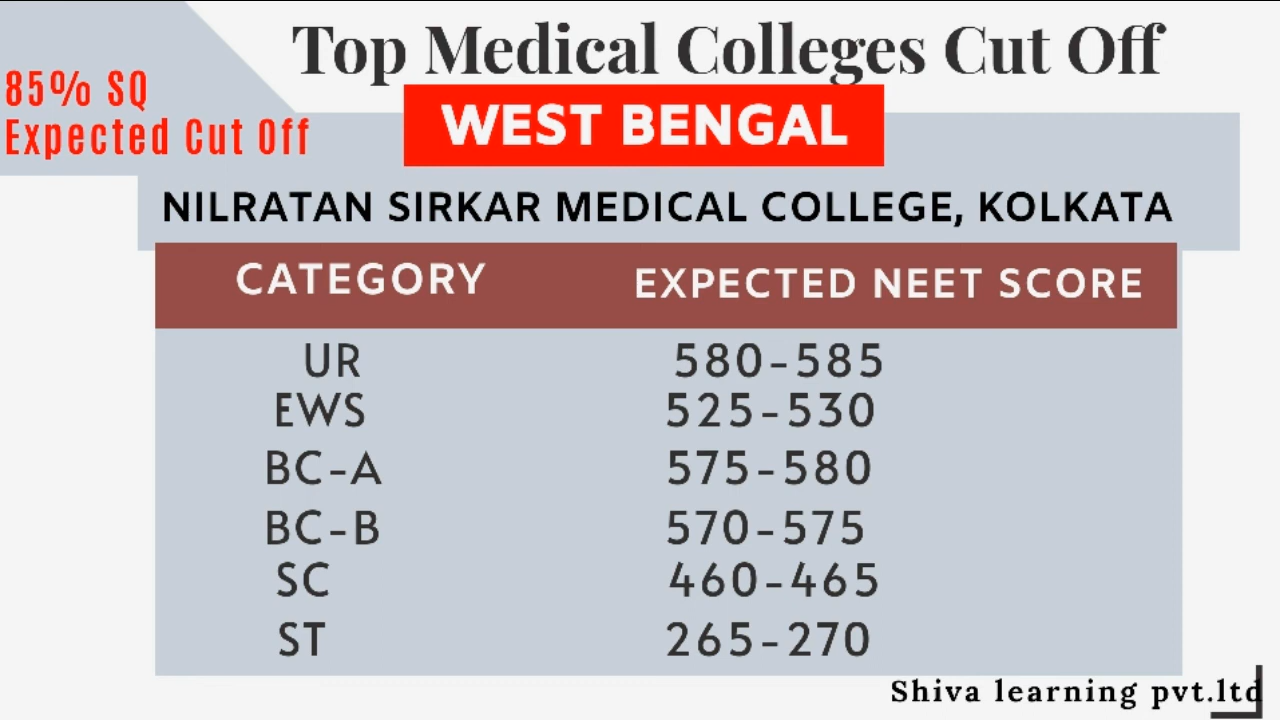 Top Medical Colleges Cut Off
85% SQ
Expected Cut Off
WEST BENGAL
NILRATAN SIRKAR MEDICAL COLLEGE, KOLKATA
CATEGORY EXPECTED NEET SCORE
UR 580-585
EWS 525-530
BC-A 575-580
BC-B 570-575
SC 460-465
ST 265-270
Shiva learning pvt.ltd